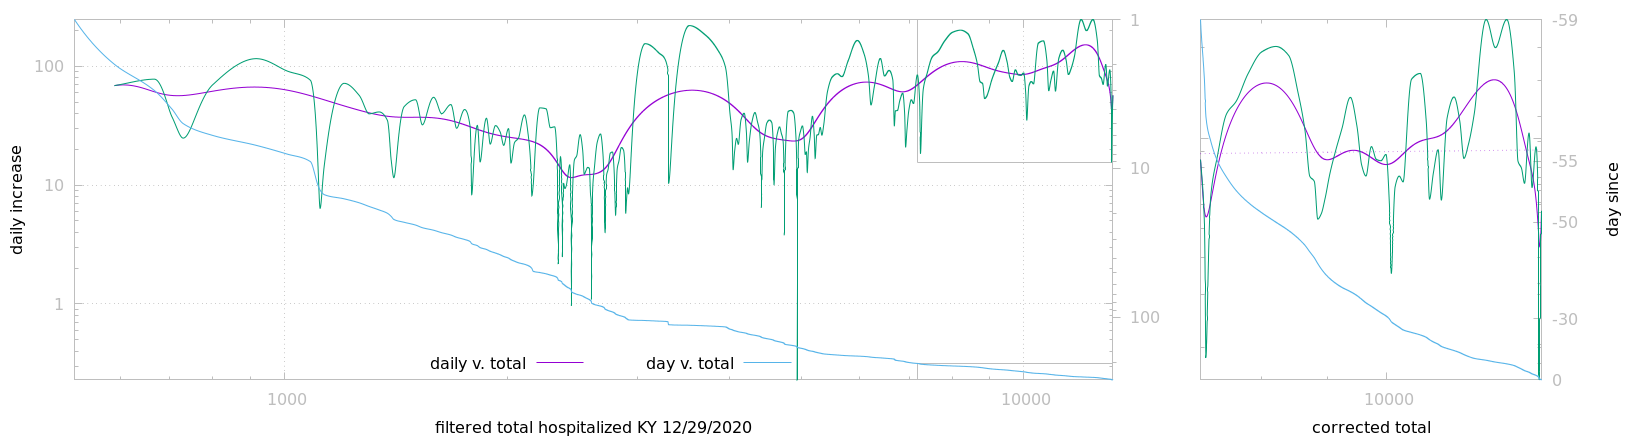 1
-59
100
daily increase
10
10
-55
-50
day since
1
100
-30
daily v. total
day v. total
0
1000
10000
10000
filtered total hospitalized KY 12/29/2020
corrected total